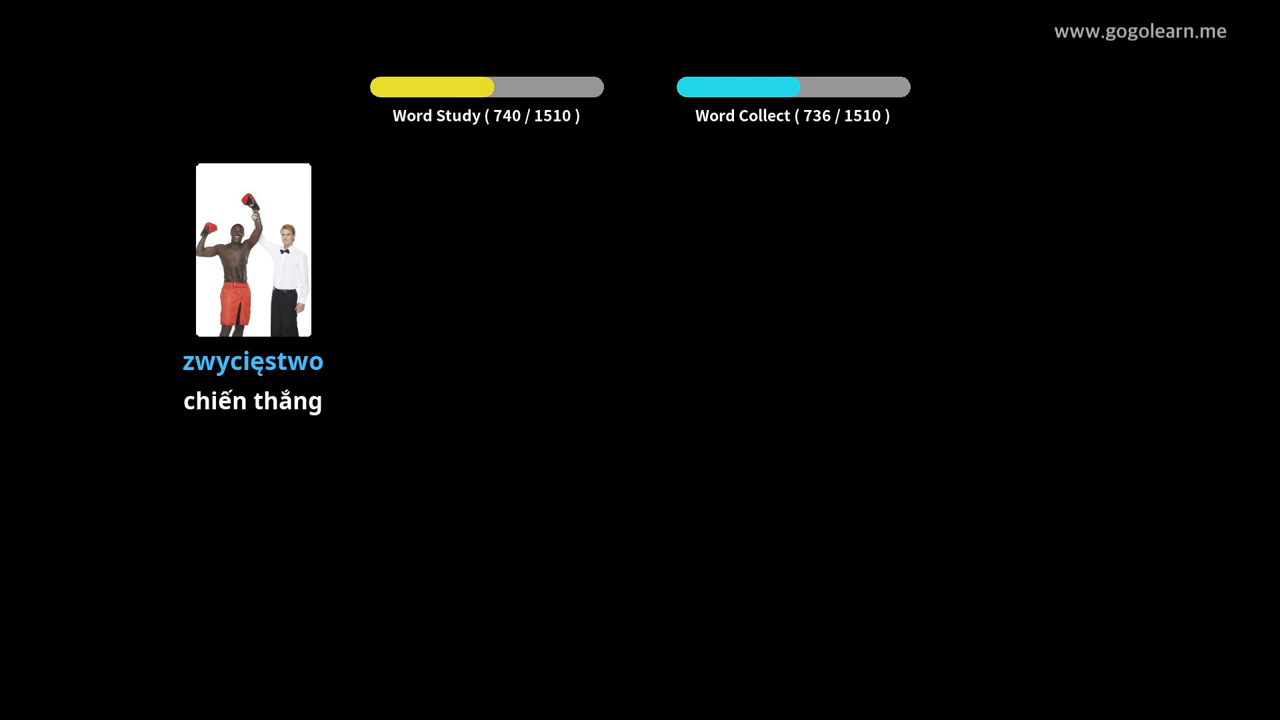 www.gogolearn.me
Word Study ( 740 / 1510 )
Word Collect ( 736 / 1510 )
zwycięstwo
chiến thắng